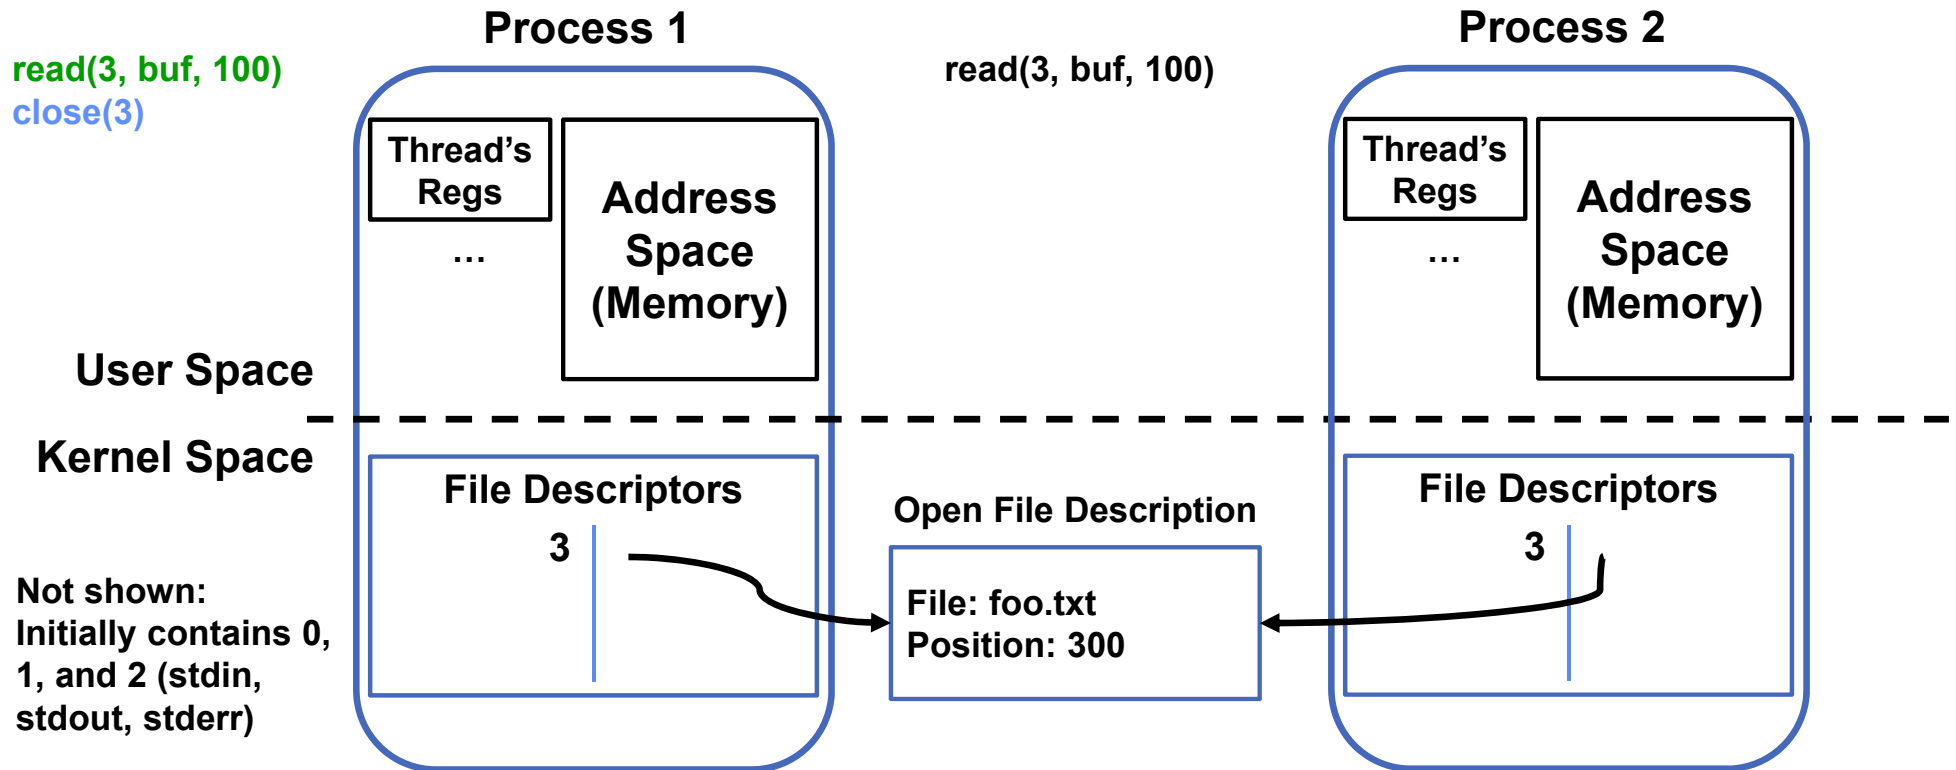 Process 1
read(3, buf, 100)
close(3)
Thread’s
Regs
...
Address
Space
(Memory)
read(3, buf, 100)
Process 2
Thread’s
Regs
...
Address
Space
(Memory)
User Space
Kernel Space
File Descriptors
3
Open File Description
File: foo.txt
Position: 300
File Descriptors
3
Not shown:
Initially contains 0,
1, and 2 (stdin,
stdout, stderr)